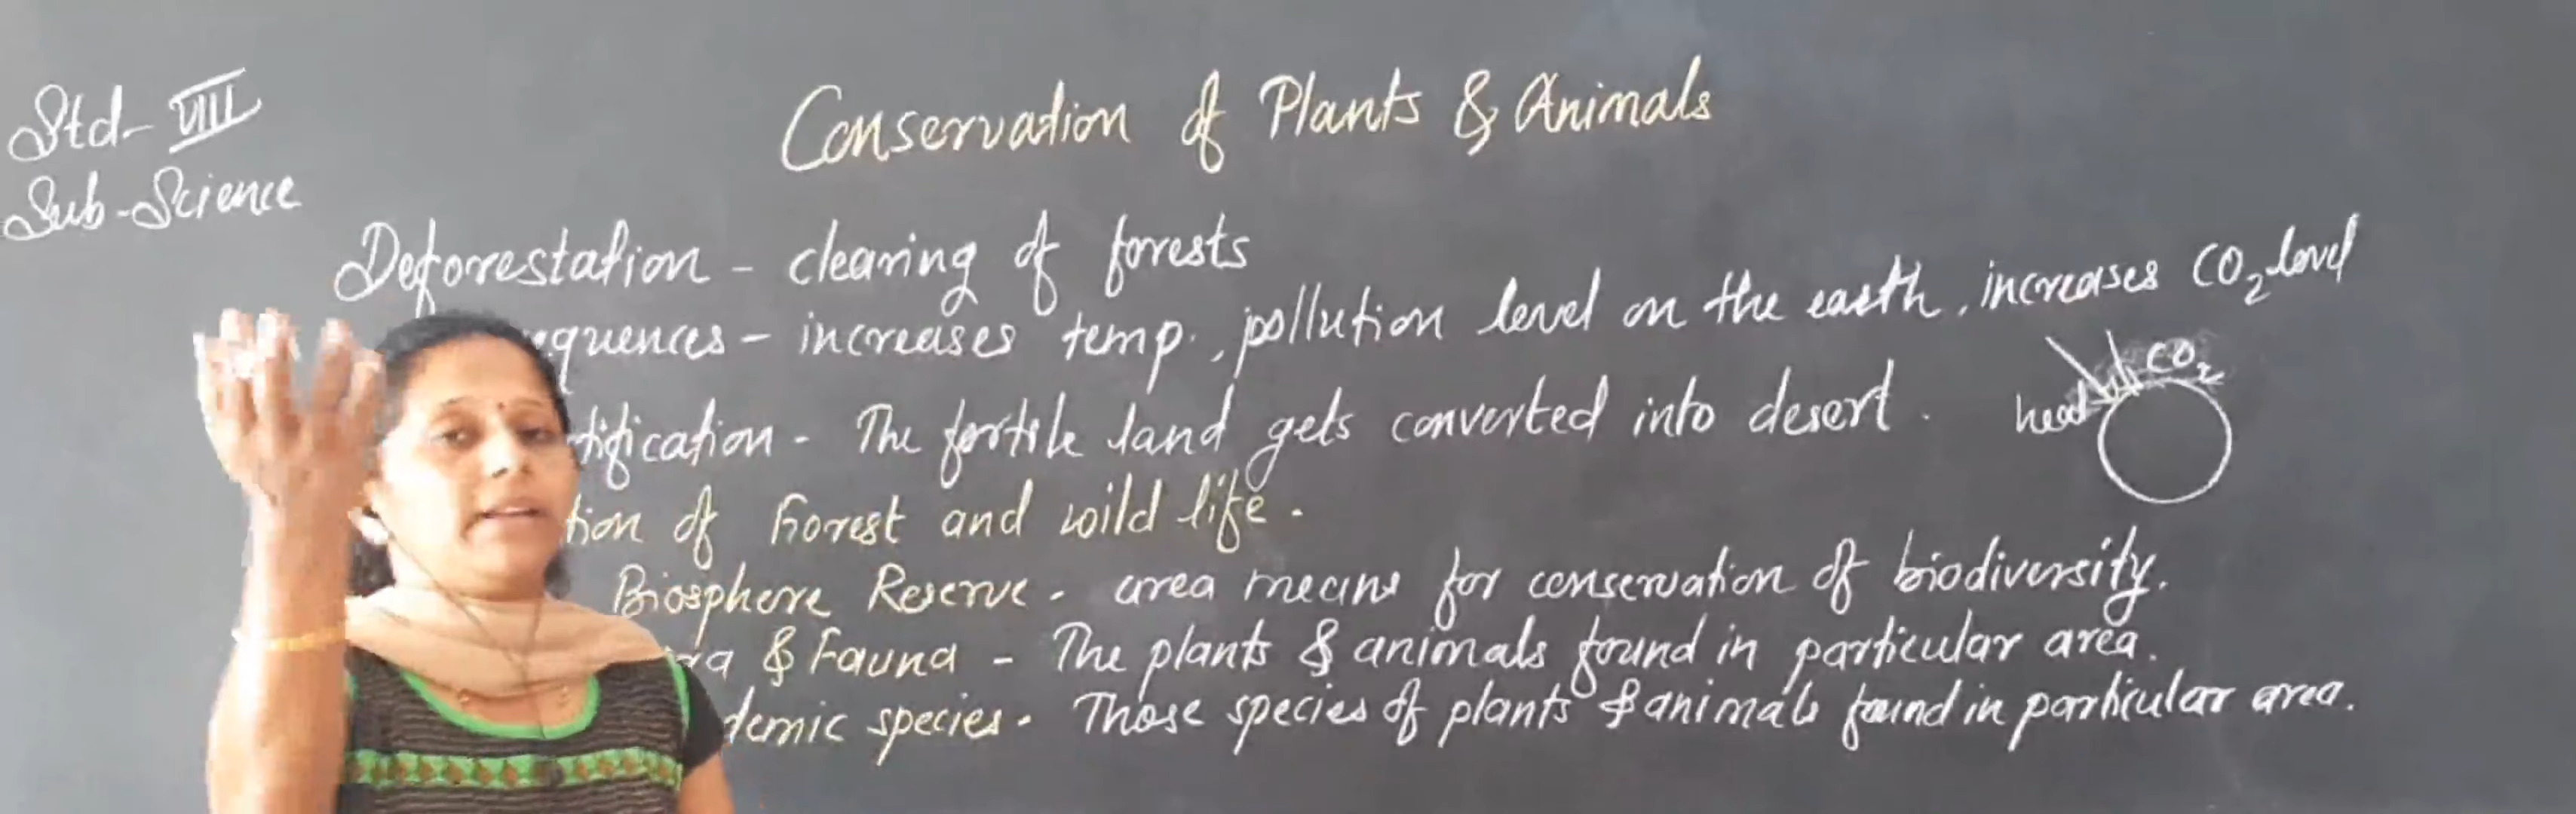 Std- VIII
Sub-Science
Conservation of Plants & Animals
Deforestation - clearing of forests
quences - increases temp., pollution level on the earth, increases CO2 level
CO2
heat
tification - The fertile land gets converted into desert.
tion of Forest and wild life.
Biosphere Reserve - area means for conservation of biodiversity.
ra & Fauna - The plants & animals found in particular area.
demic species - Those species of plants & animals found in particular area.